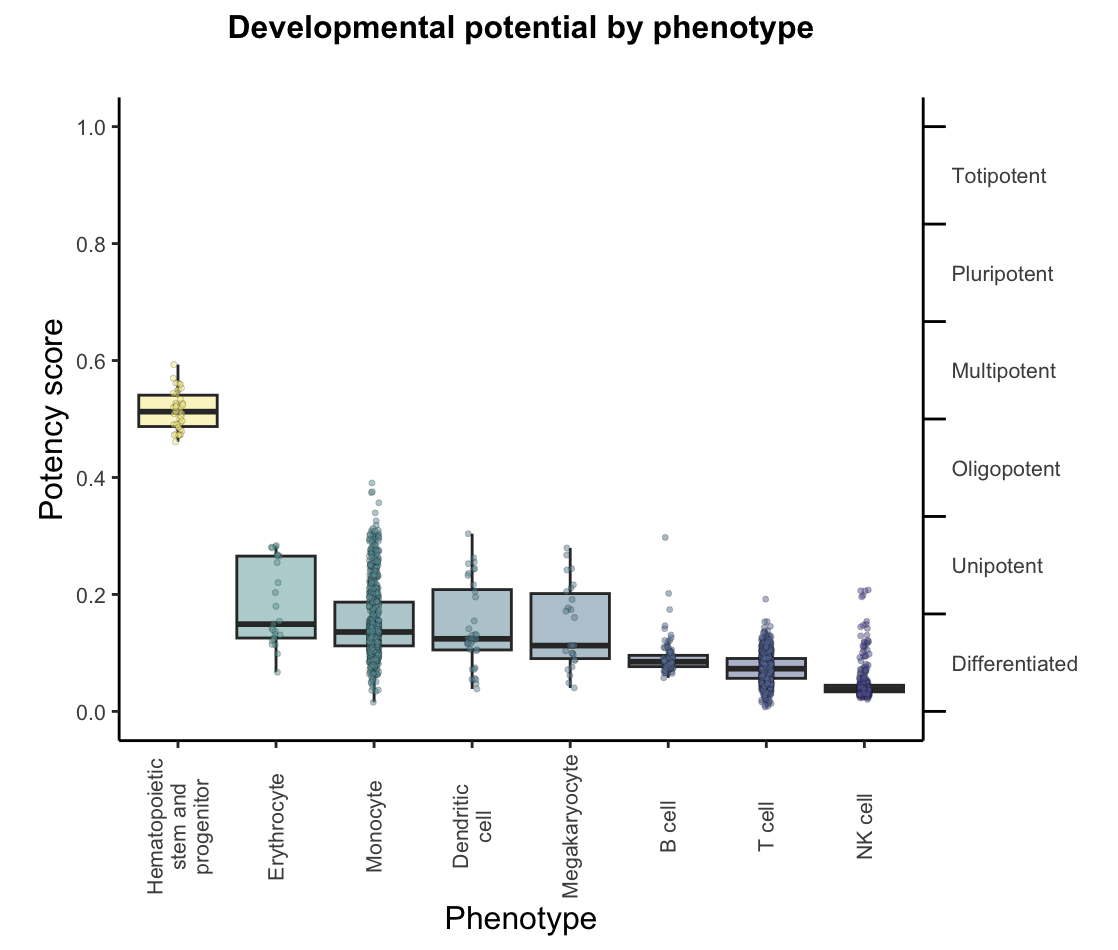 Developmental potential by phenotype
Potency score
1.0
0.8
0.6
0.4
0.2
0.0
Totipotent
Pluripotent
Multipotent
Oligopotent
Unipotent
Differentiated
Hematopoietic
stem and
progenitor
Erythrocyte
Monocyte
Dendritic
cell
Megakaryocyte
B cell
T cell
NK cell
Phenotype